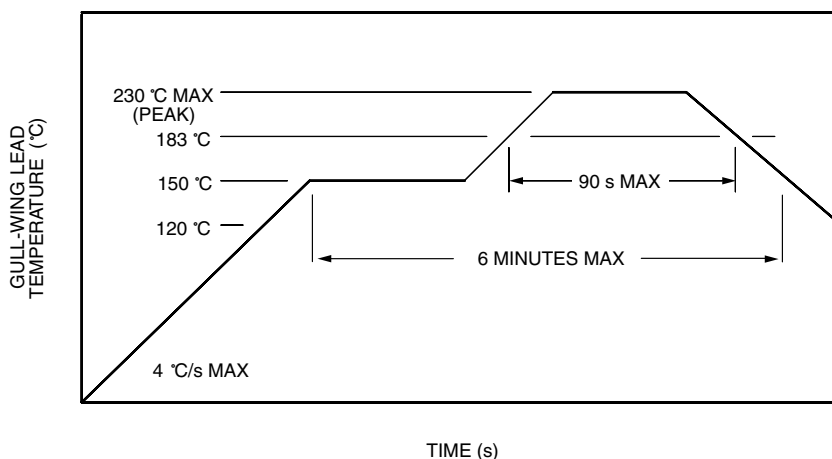 GULL-WING LEAD
TEMPERATURE (°C)
230 °C MAX
(PEAK)
183 °C
150 °C
120 °C
90 s MAX
6 MINUTES MAX
4 °C/s MAX
TIME (s)